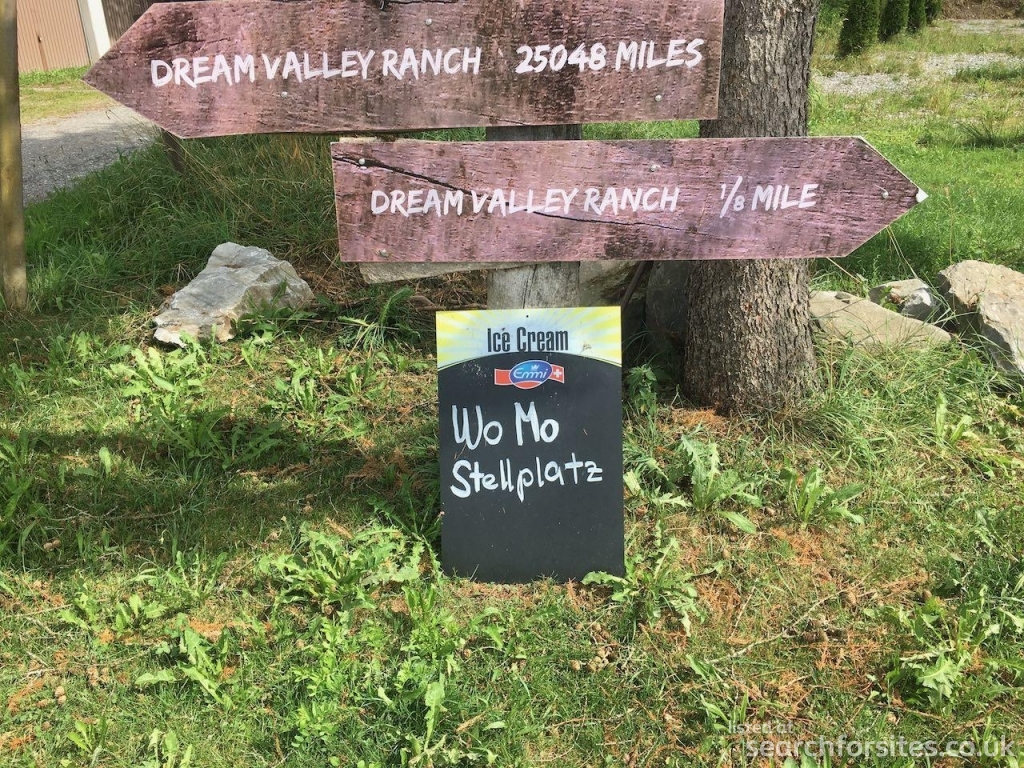 DREAM VALLEY RANCH 25048 MILES
DREAM VALLEY RANCH 1/8 MILE
Icé Cream
Emmi
Wo Mo
Stellplatz
listed at
searchforsites.co.uk